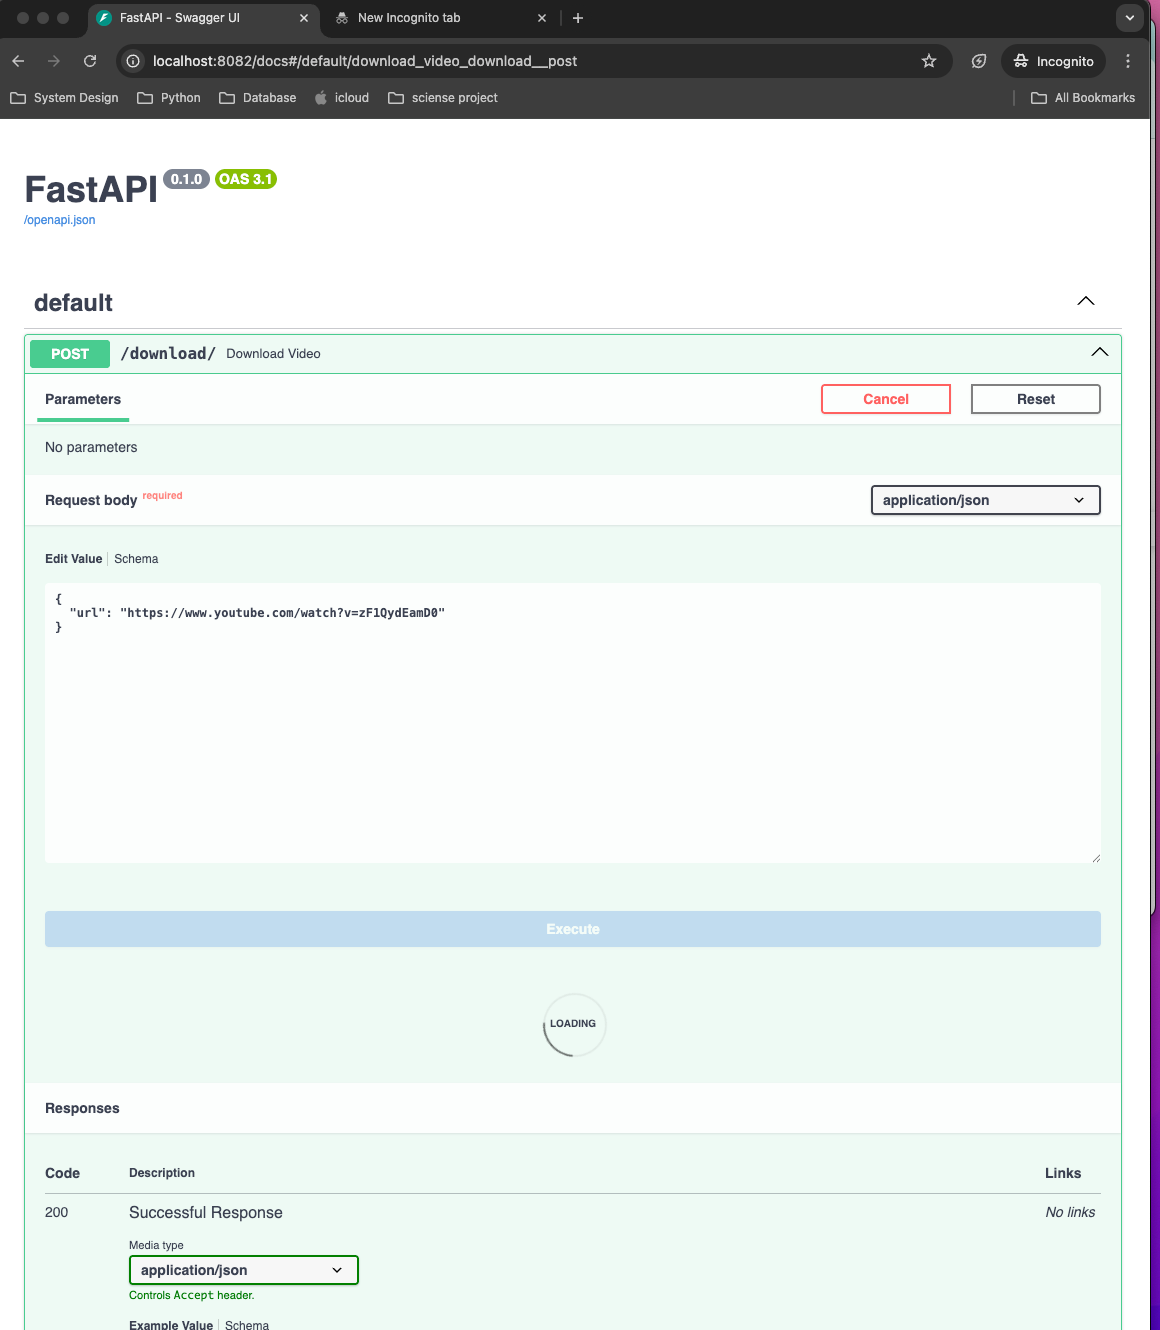 FastAPI - Swagger UI
New Incognito tab
localhost:8082/docs#/default/download_video_download__post
Incognito
System Design
Python
Database
icloud
sciense project
All Bookmarks
FastAPI 0.1.0 OAS 3.1
/openapi.json
default
POST /download/ Download Video
Parameters
Cancel
Reset
No parameters
Request body required
application/json
Edit Value
Schema
{
"url": "https://www.youtube.com/watch?v=zF1QydEamD0"
}
Execute
LOADING
Responses
Code
Description
Links
200
Successful Response
No links
Media type
application/json
Controls Accept header.
Example Value
Schema